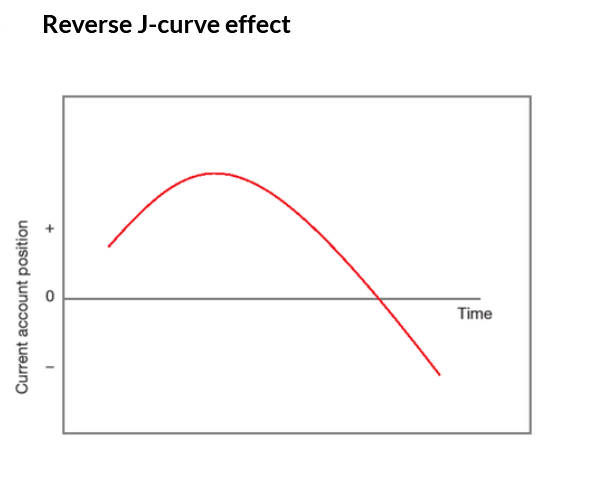 Reverse J-curve effect
Current account position
+
0
−
Time